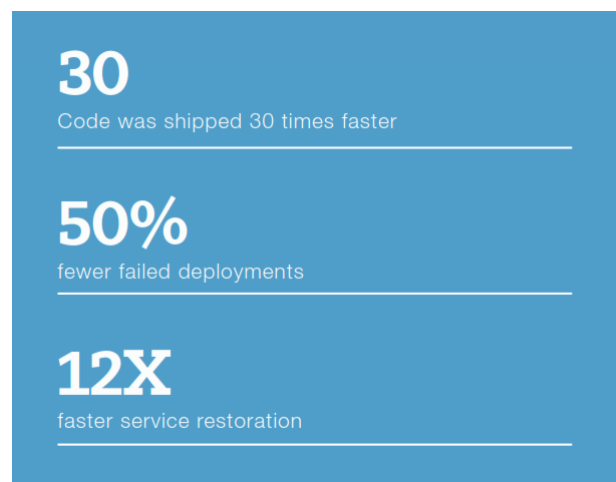 30
Code was shipped 30 times faster
50%
fewer failed deployments
12X
faster service restoration